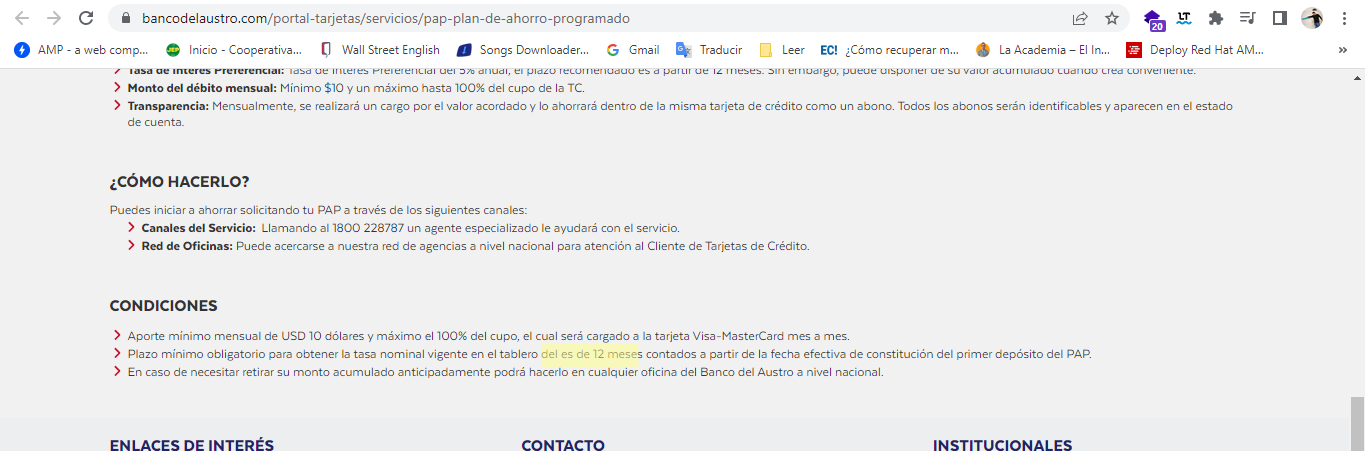 bancodelaustro.com/portal-tarjetas/servicios/pap-plan-de-ahorro-programado
20
LT
AMP - a web comp...
JEP
Inicio - Cooperativa...
Wall Street English
Songs Downloader...
G
Gmail
Traducir
Leer
EC!
¿Cómo recuperar m...
La Academia – El In...
Deploy Red Hat AM...
»
Tasa de Interés Preferencial: Tasa de Interés Preferencial del 5% anual, el plazo recomendado es a partir de 12 meses. Sin embargo, puede disponer de su valor acumulado cuando crea conveniente.
Monto del débito mensual: Mínimo $10 y un máximo hasta 100% del cupo de la TC.
Transparencia: Mensualmente, se realizará un cargo por el valor acordado y lo ahorrará dentro de la misma tarjeta de crédito como un abono. Todos los abonos serán identificables y aparecen en el estado
de cuenta.
¿CÓMO HACERLO?
Puedes iniciar a ahorrar solicitando tu PAP a través de los siguientes canales:
Canales del Servicio: Llamando al 1800 228787 un agente especializado le ayudará con el servicio.
Red de Oficinas: Puede acercarse a nuestra red de agencias a nivel nacional para atención al Cliente de Tarjetas de Crédito.
CONDICIONES
Aporte mínimo mensual de USD 10 dólares y máximo el 100% del cupo, el cual será cargado a la tarjeta Visa-MasterCard mes a mes.
Plazo mínimo obligatorio para obtener la tasa nominal vigente en el tablero del es de 12 meses contados a partir de la fecha efectiva de constitución del primer depósito del PAP.
En caso de necesitar retirar su monto acumulado anticipadamente podrá hacerlo en cualquier oficina del Banco del Austro a nivel nacional.
ENLACES DE INTERÉS
CONTACTO
INSTITUCIONALES